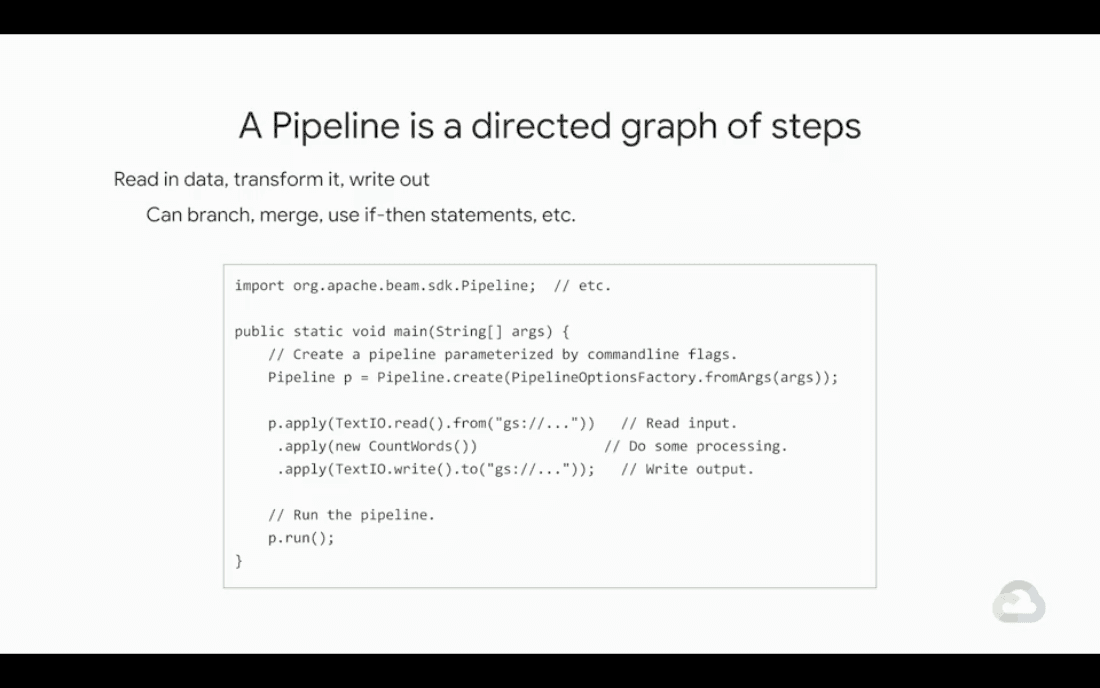 A Pipeline is a directed graph of steps
Read in data, transform it, write out
Can branch, merge, use if-then statements, etc.
import org.apache.beam.sdk.Pipeline;  // etc.
public static void main(String[] args) {
// Create a pipeline parameterized by commandline flags.
Pipeline p = Pipeline.create(PipelineOptionsFactory.fromArgs(args));
p.apply(TextIO.read().from("gs://..."))   // Read input.
.apply(new CountWords())               // Do some processing.
.apply(TextIO.write().to("gs://..."));   // Write output.
// Run the pipeline.
p.run();
}